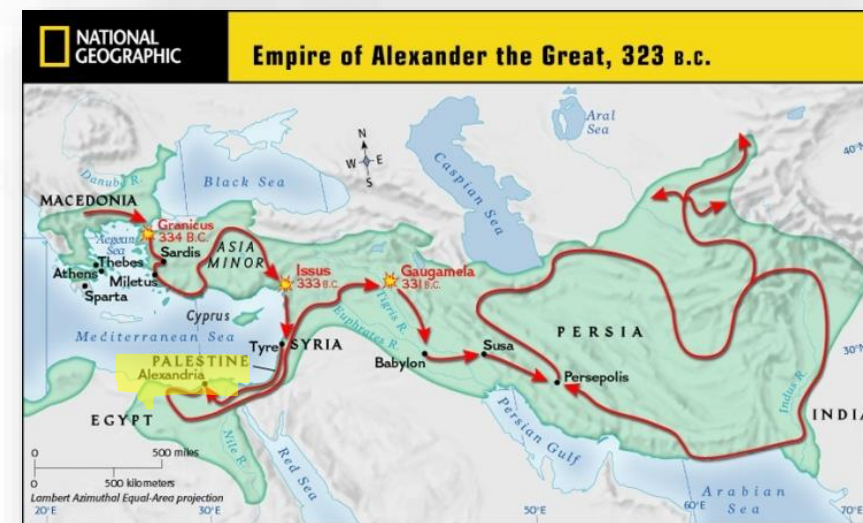 NATIONAL
GEOGRAPHIC
Empire of Alexander the Great, 323 B.C.
Aral
Sea
40°N
N
W E
S
Danube R.
Black Sea
Caspian Sea
MACEDONIA
Granicus
334 B.C.
Aegean
Sea
ASIA
MINOR
Sardis
Thebes
Athens
Miletus
Sparta
Issus
333 B.C.
Gaugamela
331 B.C.
Tigris R.
Euphrates R.
Cyprus
Mediterranean Sea
Tyre
SYRIA
PERSIA
Babylon
Susa
30°N
PALESTINE
Alexandria
Persepolis
Indus R.
INDIA
EGYPT
Nile R.
Red Sea
Persian Gulf
0 500 miles
0 500 kilometers
Lambert Azimuthal Equal-Area projection
Arabian
Sea
20°E
30°E
50°E
60°E
70°E